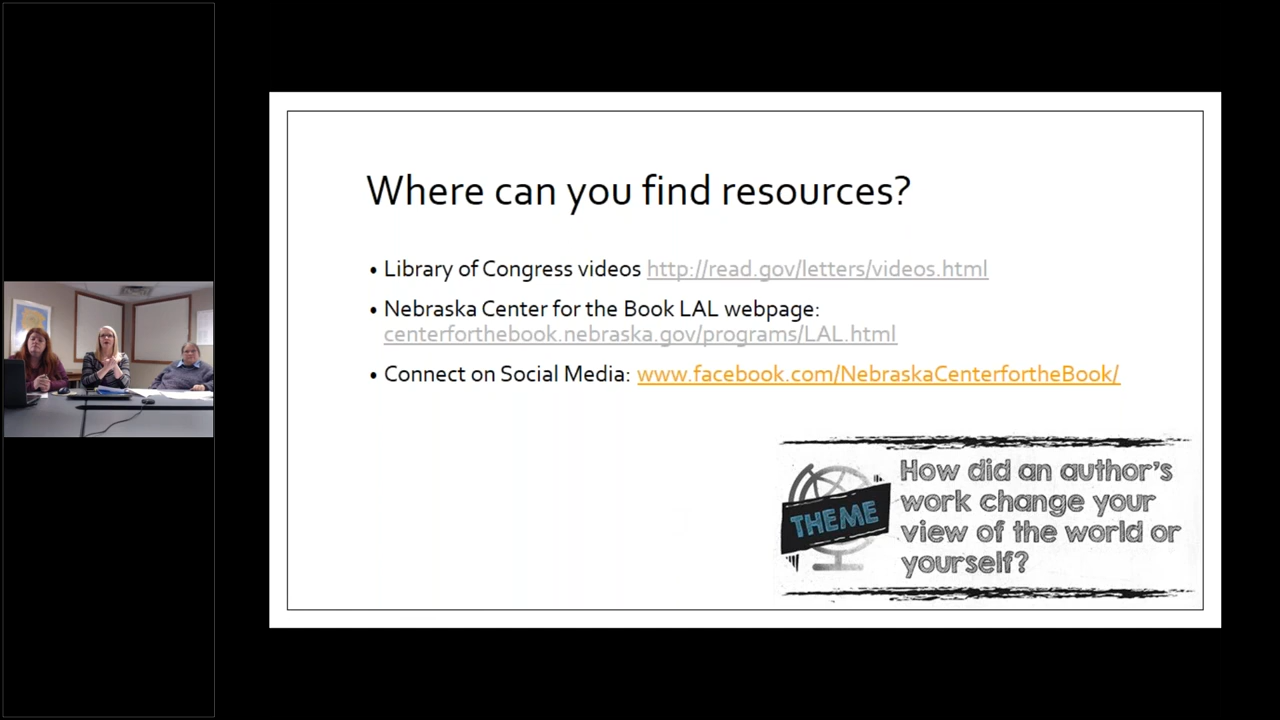 Where can you find resources?
• Library of Congress videos http://read.gov/letters/videos.html
• Nebraska Center for the Book LAL webpage:
centerforthebook.nebraska.gov/programs/LAL.html
• Connect on Social Media: www.facebook.com/NebraskaCenterfortheBook/
THEME
How did an author's
work change your
view of the world or
yourself?